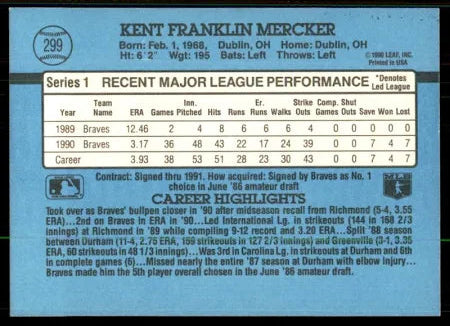 299
KENT FRANKLIN MERCKER
Born: Feb. 1, 1968, Dublin, OH Home: Dublin, OH
Ht: 6' 2" Wgt: 195 Bats: Left Throws: Left
© 1990 LEAF, INC.
Printed in USA
Series 1 RECENT MAJOR LEAGUE PERFORMANCE *Denotes Led League
Team Inn. Er. Strike Comp. Shut
Year Name ERA Games Pitched Hits Runs Runs Walks Outs Games Outs Save Won Lost
1989 Braves 12.46 2 4 8 6 6 6 4 0 0 0 0 0
1990 Braves 3.17 36 48 43 22 17 24 39 0 0 7 4 7
Career 3.93 38 53 51 28 23 30 43 0 0 7 4 7
Contract: Signed thru 1991. How acquired: Signed by Braves as No. 1
choice in June '86 amateur draft
CAREER HIGHLIGHTS
Took over as Braves' bullpen closer in '90 after midseason recall from Richmond (5-4, 3.55
ERA)...2nd on Braves in ERA in '90...Led International Lg. in strikeouts (144 in 168 2/3
innings) at Richmond in '89 while compiling 9-12 record and 3.20 ERA...Split '88 season
between Durham (11-4, 2.75 ERA, 159 strikeouts in 127 2/3 innings) and Greenville (3-1, 3.35
ERA, 60 strikeouts in 48 1/3 innings)...Was 3rd in Carolina Lg. in strikeouts at Durham and 6th
in complete games (6)...Missed nearly the entire '87 season at Durham with elbow injury...
Braves made him the 5th player overall chosen in the June '86 amateur draft